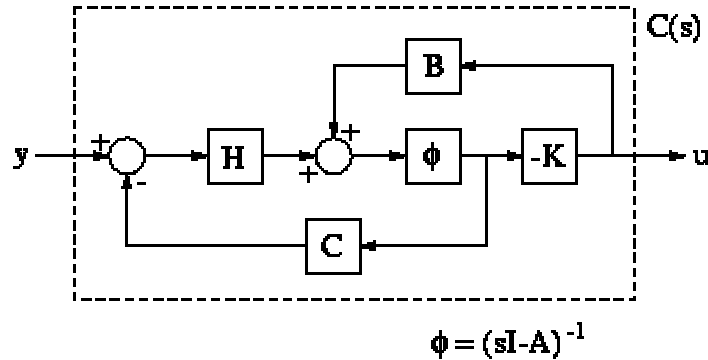 C(s)
B
+
+
y
H
+
ϕ
-K
u
-
C
ϕ = (sI-A)⁻¹